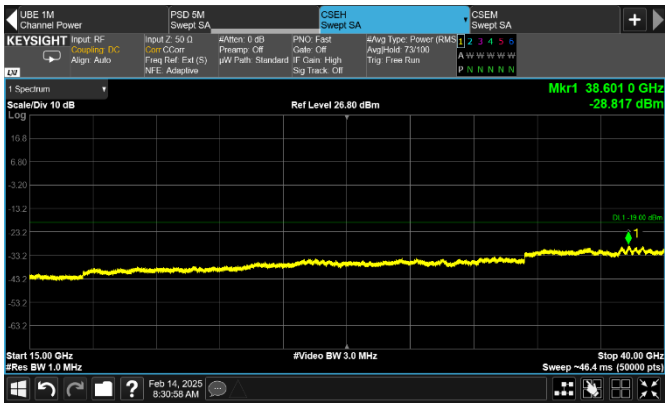 UBE 1M
Channel Power
PSD 5M
Swept SA
CSEH
Swept SA
CSEM
Swept SA
KEYSIGHT
Input: RF
Coupling: DC
Align: Auto
Input Z: 50 Ω
Corr CCorr
Freq Ref: Ext (S)
NFE: Adaptive
#Atten: 0 dB
Preamp: Off
µW Path: Standard
PNO: Fast
Gate: Off
IF Gain: High
Sig Track: Off
#Avg Type: Power (RMS)
Avg|Hold: 73/100
Trig: Free Run
1 2 3 4 5 6
A W W W W W
P N N N N N
LXI
1 Spectrum
Scale/Div 10 dB
Log
Ref Level 26.80 dBm
Mkr1 38.601 0 GHz
-28.817 dBm
16.8
6.80
-3.20
-13.2
DL1 -19.00 dBm
-23.2
1
-33.2
-43.2
-53.2
-63.2
Start 15.00 GHz
#Res BW 1.0 MHz
#Video BW 3.0 MHz
Stop 40.00 GHz
Sweep ~46.4 ms (50000 pts)
?
Feb 14, 2025
8:30:58 AM